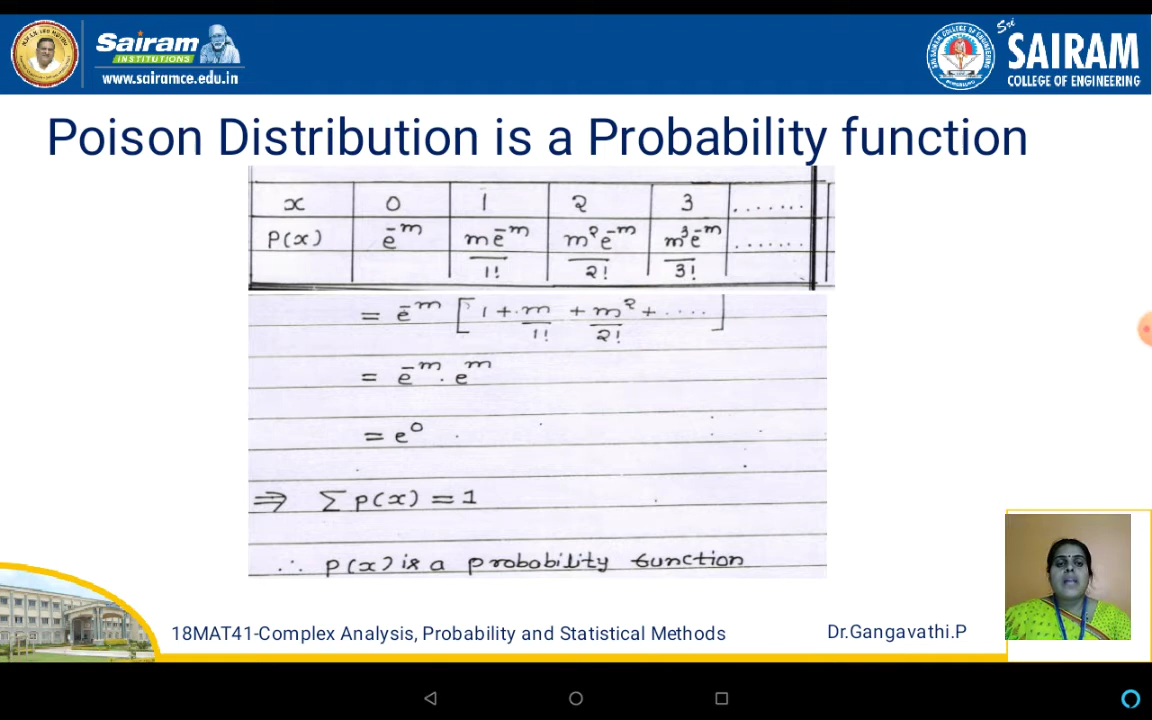 Sairam
INSTITUTIONS
www.sairamce.edu.in
Sri
SAIRAM
COLLEGE OF ENGINEERING
Poison Distribution is a Probability function
x 0 1 2 3 .......
P(x) e^-m me^-m/1! m^2e^-m/2! m^3e^-m/3! .......
= e^-m [1 + m/1! + m^2/2! + ....]
= e^-m . e^m
= e^0
⇒ Σ p(x) = 1
∴ p(x) is a probability function
18MAT41-Complex Analysis, Probability and Statistical Methods
Dr.Gangavathi.P